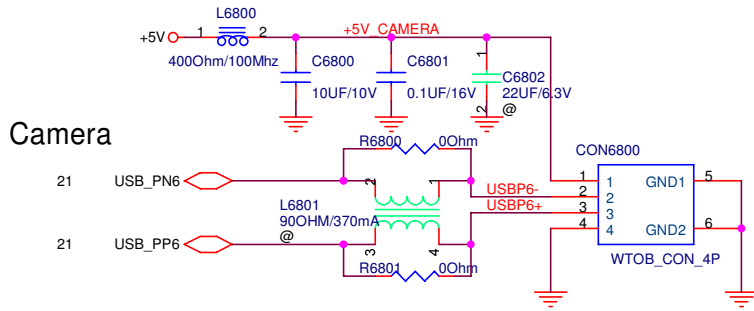 L6800
+5V
1
2
+5V_CAMERA
400Ohm/100Mhz
C6800
10UF/10V
C6801
0.1UF/16V
1
C6802
22UF/6.3V
2
@
Camera
R6800
0Ohm
CON6800
21
USB_PN6
2
1
USBP6-
USBP6+
L6801
90OHM/370mA
@
1
2
3
4
1
2
3
4
GND1
5
GND2
6
21
USB_PP6
3
4
R6801
0Ohm
WTOB_CON_4P